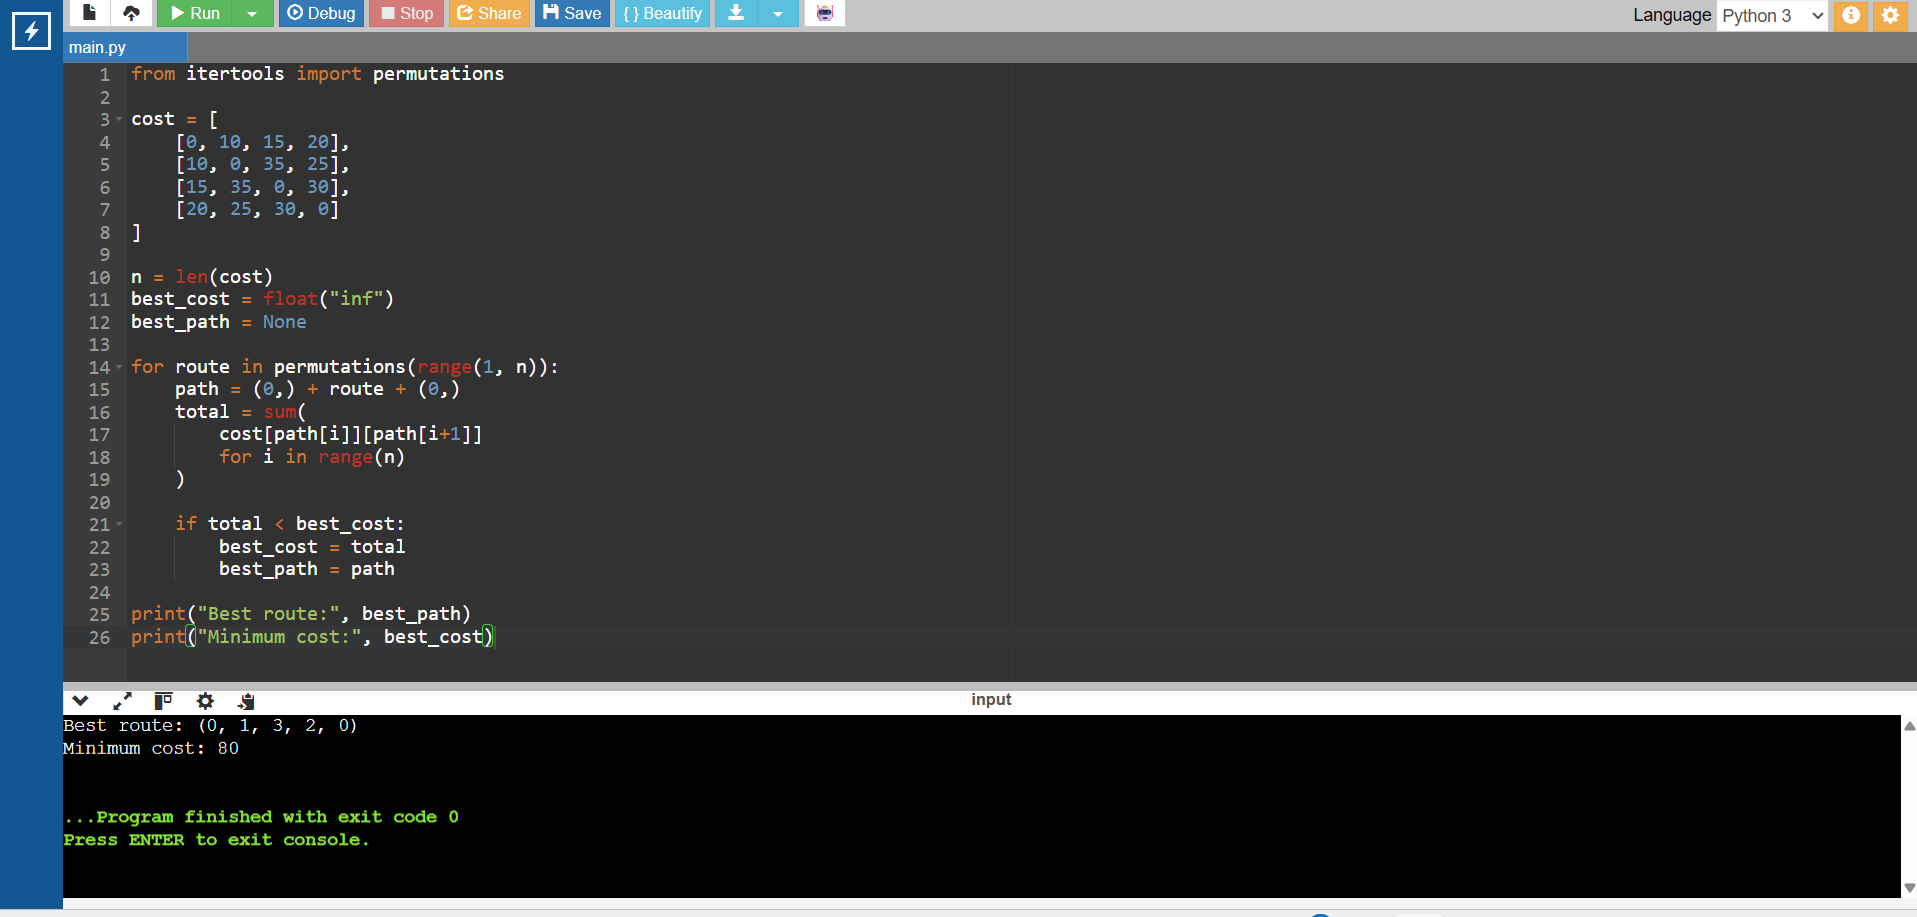 Run Debug Stop Share Save { } Beautify Language Python 3
main.py
1 from itertools import permutations
2
3 cost = [
4     [0, 10, 15, 20],
5     [10, 0, 35, 25],
6     [15, 35, 0, 30],
7     [20, 25, 30, 0]
8 ]
9
10 n = len(cost)
11 best_cost = float("inf")
12 best_path = None
13
14 for route in permutations(range(1, n)):
15     path = (0,) + route + (0,)
16     total = sum(
17         cost[path[i]][path[i+1]]
18         for i in range(n)
19     )
20
21     if total < best_cost:
22         best_cost = total
23         best_path = path
24
25 print("Best route:", best_path)
26 print("Minimum cost:", best_cost)
input
Best route: (0, 1, 3, 2, 0)
Minimum cost: 80
...Program finished with exit code 0
Press ENTER to exit console.